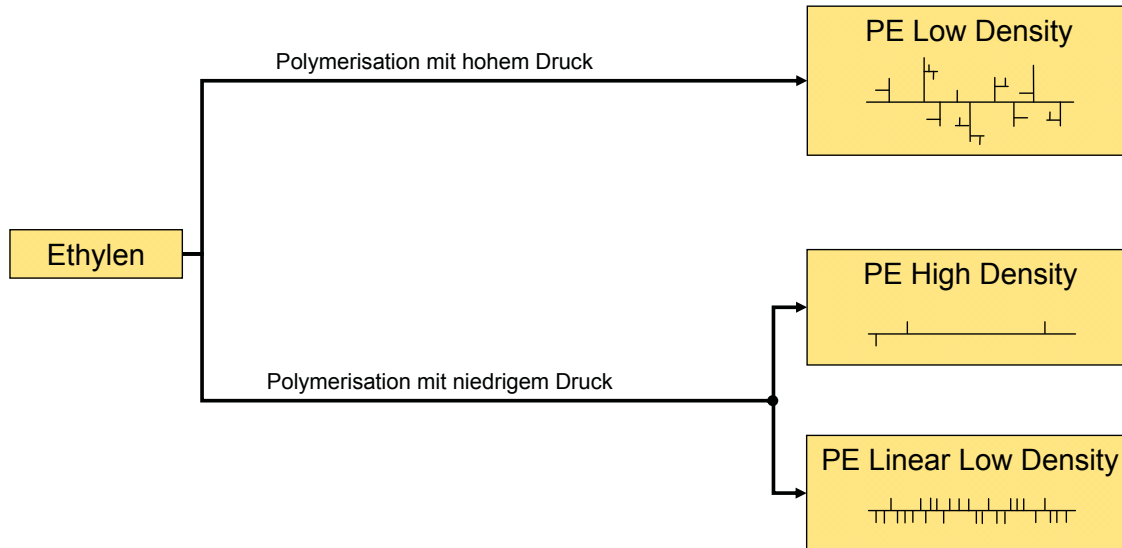 PE Low Density
Polymerisation mit hohem Druck
Ethylen
PE High Density
Polymerisation mit niedrigem Druck
PE Linear Low Density